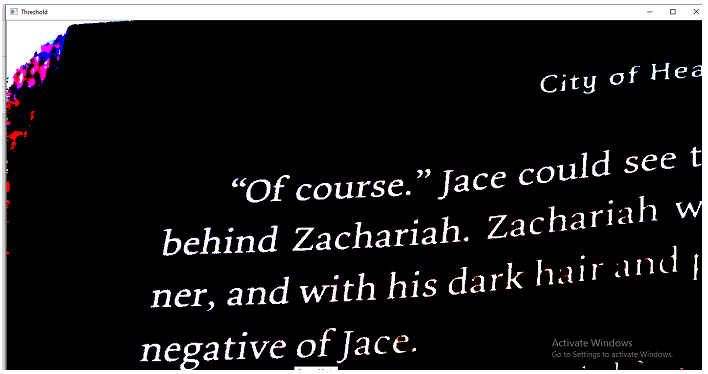 Threshold
City of Hea
“Of course.” Jace could see t
behind Zachariah. Zachariah w
ner, and with his dark hair and p
negative of Jace.
Activate Windows
Go to Settings to activate Windows.